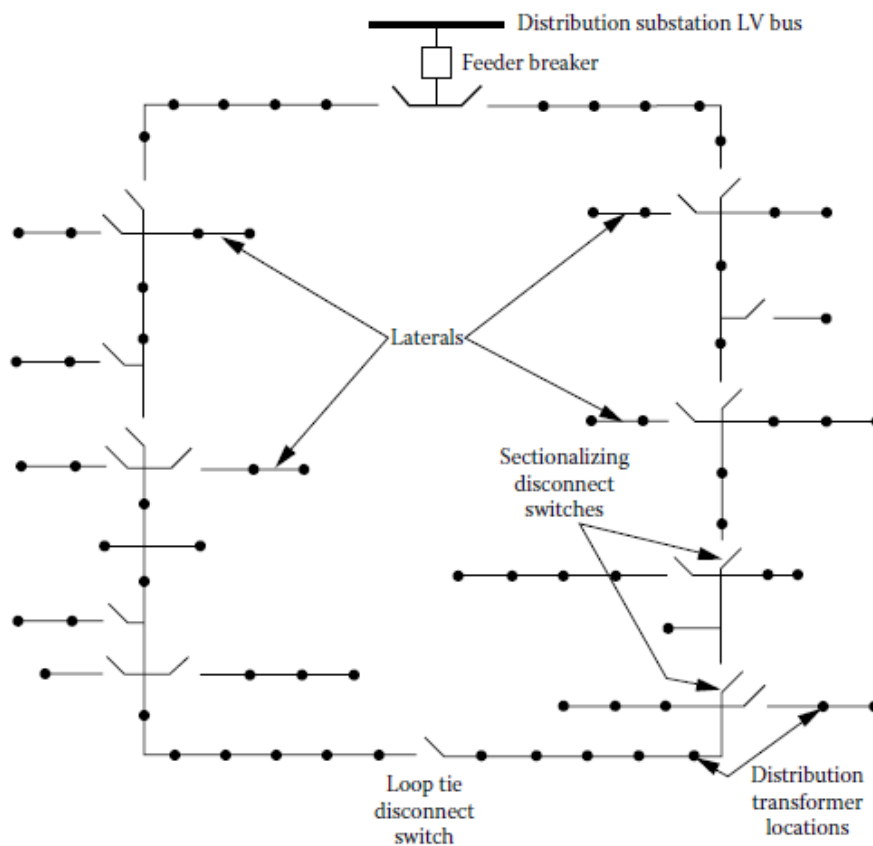 Distribution substation LV bus
Feeder breaker
Laterals
Sectionalizing
disconnect
switches
Loop tie
disconnect
switch
Distribution
transformer
locations